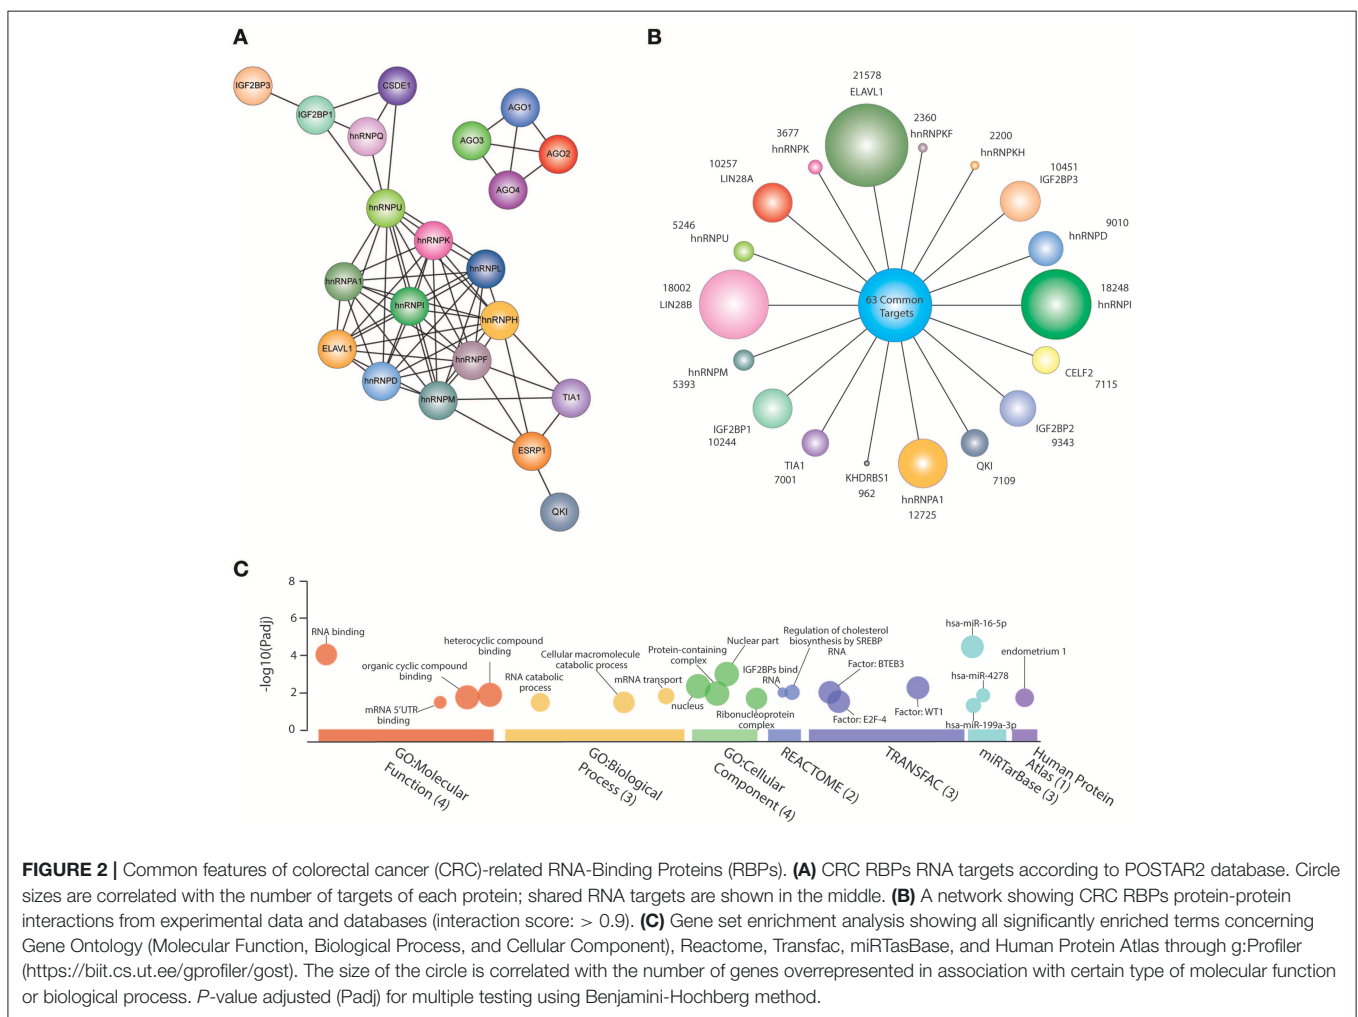 A
IGF2BP3
CSDE1
IGF2BP1
hnRNPQ
AGO1
AGO3
AGO2
AGO4
hnRNPU
hnRNPK
hnRNPL
hnRNPA1
hnRNPI
hnRNPH
ELAVL1
hnRNPF
hnRNPD
hnRNPM
TIA1
ESRP1
QKI
B
21578
ELAVL1
2360
hnRNPKF
2200
hnRNPKH
3677
hnRNPK
10257
LIN28A
10451
IGF2BP3
5246
hnRNPU
9010
hnRNPD
18002
LIN28B
63 Common
Targets
18248
hnRNPI
hnRNPM
5393
CELF2
7115
IGF2BP1
10244
IGF2BP2
9343
TIA1
7001
KHDRBS1
962
hnRNPA1
12725
QKI
7109
C
-log10(Padj)
8
6
4
2
0
RNA binding
organic cyclic compound
binding
mRNA 5'UTR
binding
heterocyclic compound
binding
RNA catabolic
process
Cellular macromolecule
catabolic process
mRNA transport
Protein-containing
complex
nucleus
Nuclear part
Ribonucleoprotein
complex
IGF2BPs bind
RNA
Regulation of cholesterol
biosynthesis by SREBP
RNA
Factor: BTEB3
Factor: E2F-4
Factor: WT1
hsa-miR-16-5p
hsa-miR-4278
hsa-miR-199a-3p
endometrium 1
GO:Molecular
Function (4)
GO:Biological
Process (3)
GO:Cellular
Component (4)
REACTOME (2)
TRANSFAC (3)
miRTarBase (3)
Human Protein
Atlas (1)
FIGURE 2 | Common features of colorectal cancer (CRC)-related RNA-Binding Proteins (RBPs). (A) CRC RBPs RNA targets according to POSTAR2 database. Circle
sizes are correlated with the number of targets of each protein; shared RNA targets are shown in the middle. (B) A network showing CRC RBPs protein-protein
interactions from experimental data and databases (interaction score: > 0.9). (C) Gene set enrichment analysis showing all significantly enriched terms concerning
Gene Ontology (Molecular Function, Biological Process, and Cellular Component), Reactome, Transfac, miRTasBase, and Human Protein Atlas through g:Profiler
(https://biit.cs.ut.ee/gprofiler/gost). The size of the circle is correlated with the number of genes overrepresented in association with certain type of molecular function
or biological process. P-value adjusted (Padj) for multiple testing using Benjamini-Hochberg method.